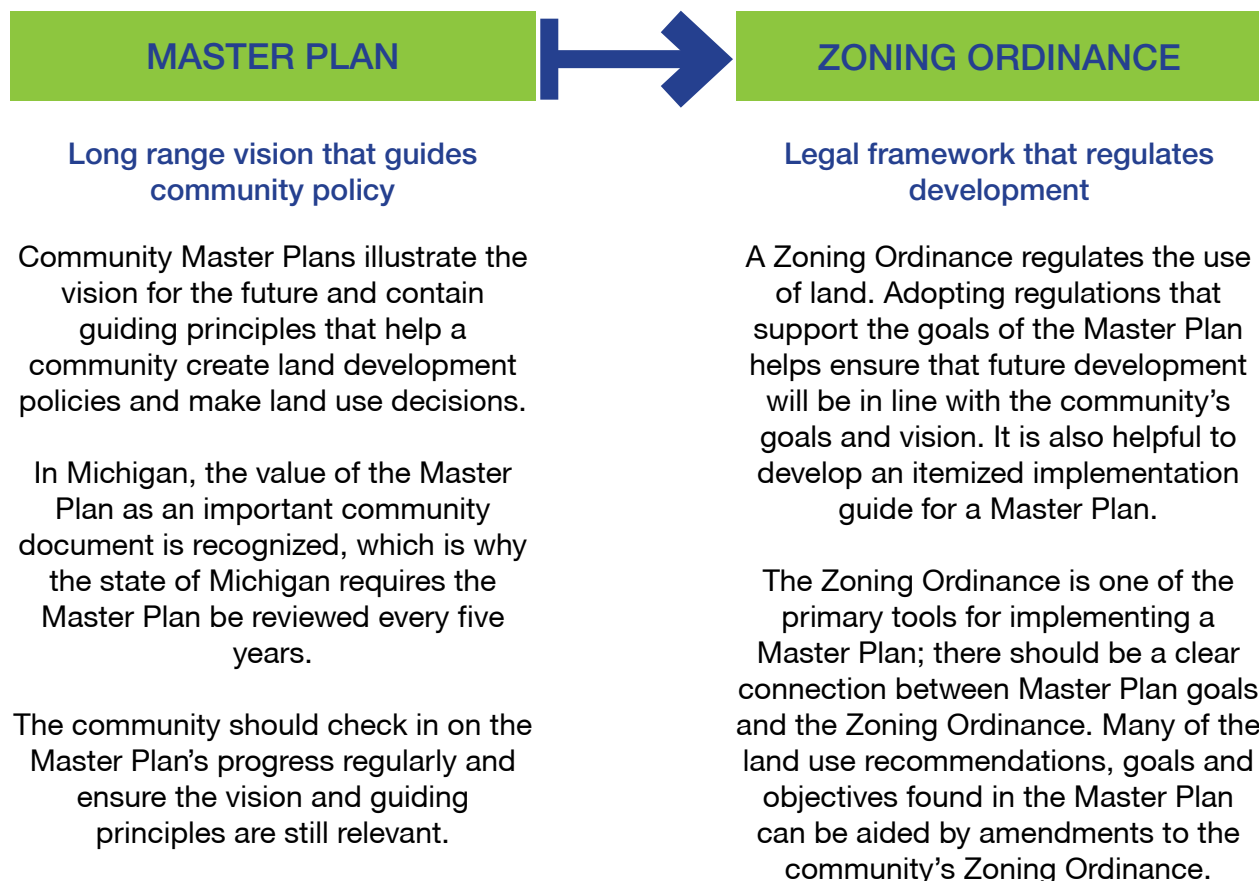 MASTER PLAN
Long range vision that guides
community policy
Community Master Plans illustrate the
vision for the future and contain
guiding principles that help a
community create land development
policies and make land use decisions.
In Michigan, the value of the Master
Plan as an important community
document is recognized, which is why
the state of Michigan requires the
Master Plan be reviewed every five
years.
The community should check in on the
Master Plan’s progress regularly and
ensure the vision and guiding
principles are still relevant.
ZONING ORDINANCE
Legal framework that regulates
development
A Zoning Ordinance regulates the use
of land. Adopting regulations that
support the goals of the Master Plan
helps ensure that future development
will be in line with the community’s
goals and vision. It is also helpful to
develop an itemized implementation
guide for a Master Plan.
The Zoning Ordinance is one of the
primary tools for implementing a
Master Plan; there should be a clear
connection between Master Plan goals
and the Zoning Ordinance. Many of the
land use recommendations, goals and
objectives found in the Master Plan
can be aided by amendments to the
community’s Zoning Ordinance.